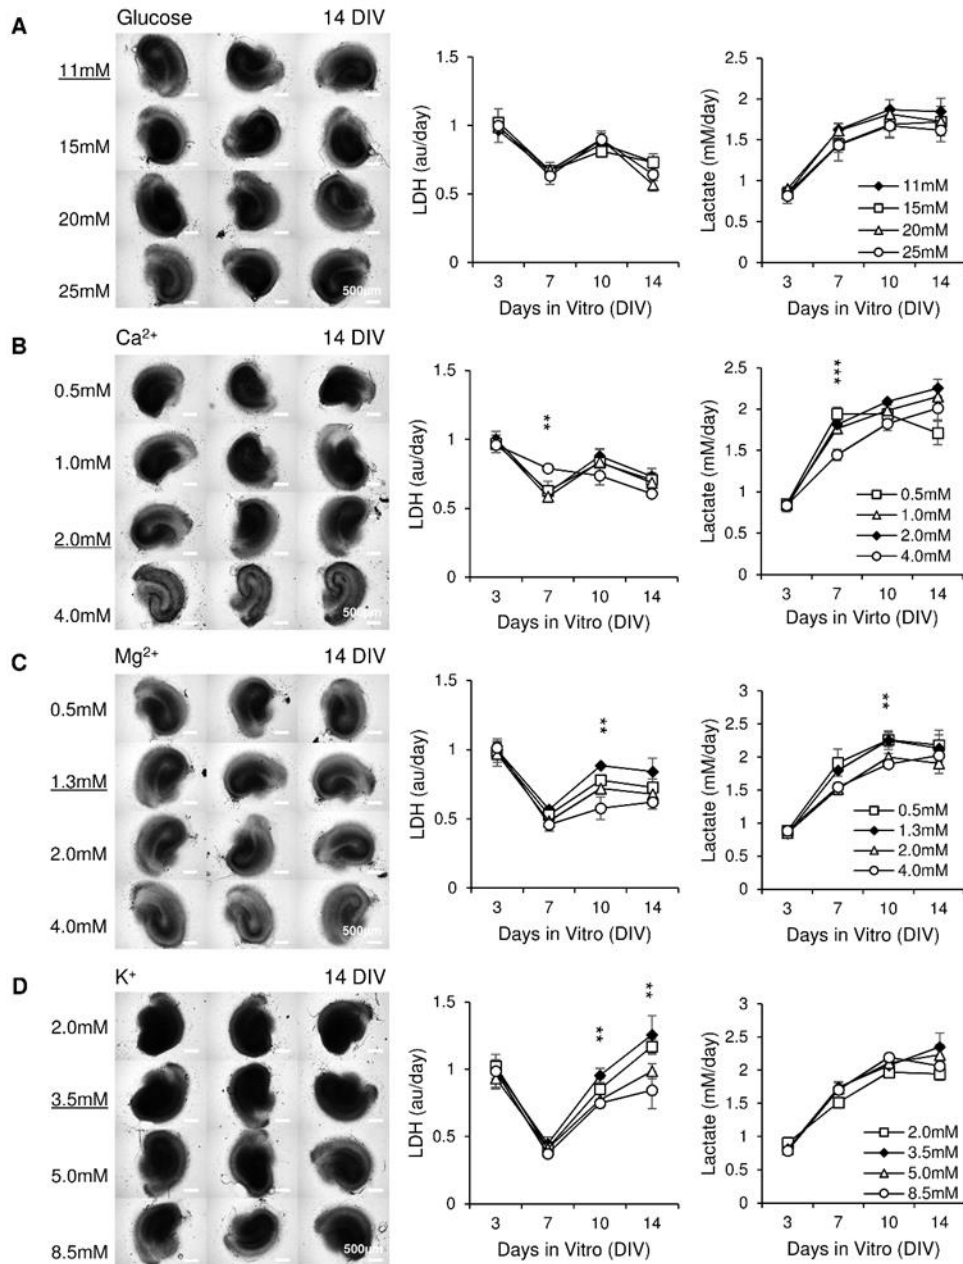 A
Glucose 14 DIV
11mM
15mM
20mM
25mM
500μm
LDH (au/day)
1.5
1
0.5
0
3 7 10 14
Days in Vitro (DIV)
Lactate (mM/day)
2.5
2
1.5
1
0.5
0
11mM
15mM
20mM
25mM
3 7 10 14
Days in Vitro (DIV)
B
Ca²⁺ 14 DIV
0.5mM
1.0mM
2.0mM
4.0mM
500μm
LDH (au/day)
1.5
1
0.5
0
**
3 7 10 14
Days in Vitro (DIV)
Lactate (mM/day)
2.5
2
1.5
1
0.5
0
***
0.5mM
1.0mM
2.0mM
4.0mM
3 7 10 14
Days in Virto (DIV)
C
Mg²⁺ 14 DIV
0.5mM
1.3mM
2.0mM
4.0mM
500μm
LDH (au/day)
1.5
1
0.5
0
**
3 7 10 14
Days in Vitro (DIV)
Lactate (mM/day)
3
2.5
2
1.5
1
0.5
0
**
0.5mM
1.3mM
2.0mM
4.0mM
3 7 10 14
Days in Vitro (DIV)
D
K⁺ 14 DIV
2.0mM
3.5mM
5.0mM
8.5mM
500μm
LDH (au/day)
1.5
1
0.5
0
**
**
3 7 10 14
Days in Vitro (DIV)
Lactate (mM/day)
3
2.5
2
1.5
1
0.5
0
2.0mM
3.5mM
5.0mM
8.5mM
3 7 10 14
Days in Vitro (DIV)